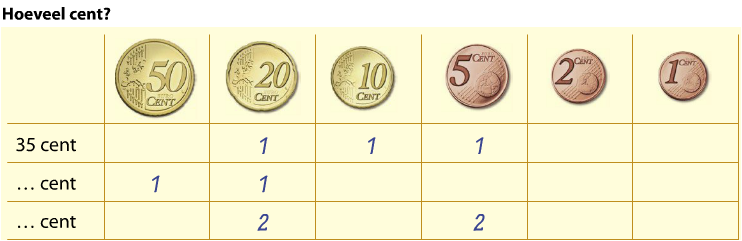 Hoeveel cent?
50 CENT 20 CENT 10 CENT 5 CENT 2 CENT 1 CENT
35 cent 1 1 1
... cent 1 1
... cent 2 2